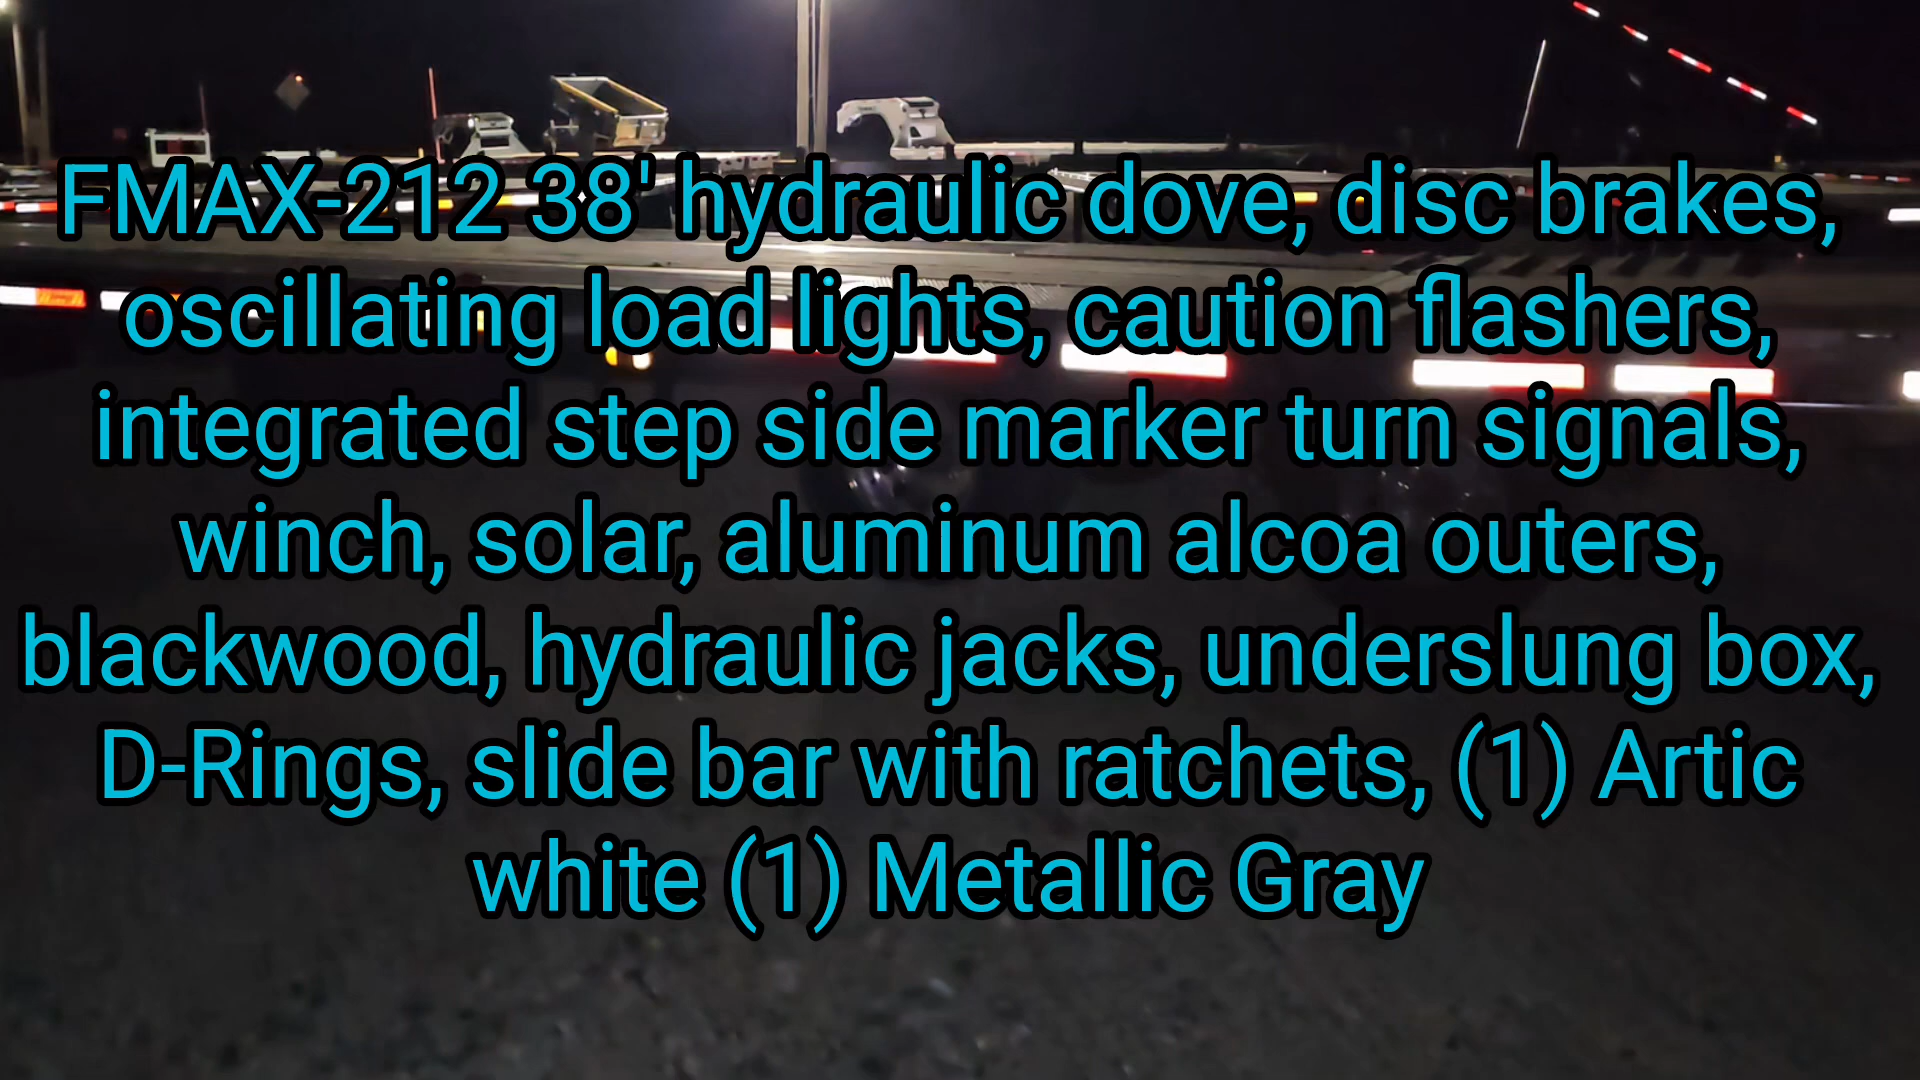 FMAX-212 38' hydraulic dove, disc brakes,
oscillating load lights, caution flashers,
integrated step side marker turn signals,
winch, solar, aluminum alcoa outers,
blackwood, hydraulic jacks, underslung box,
D-Rings, slide bar with ratchets, (1) Artic
white (1) Metallic Gray